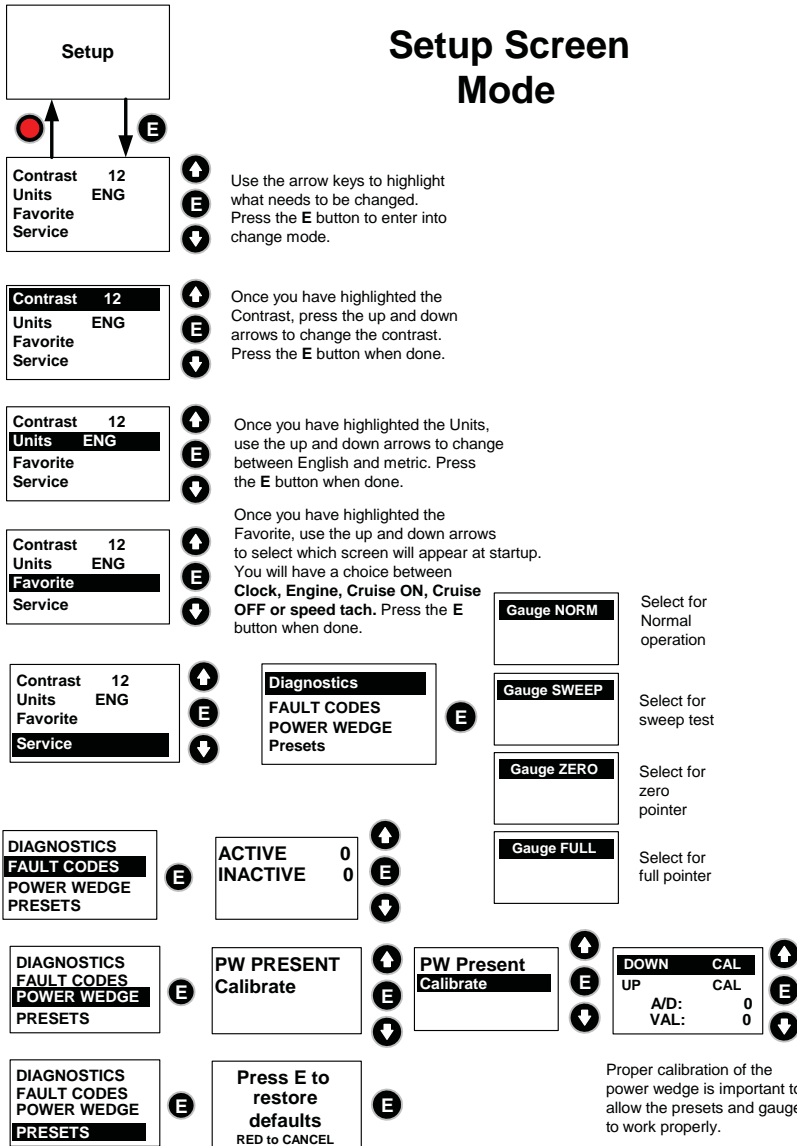 Setup Screen
Mode
Setup
E
Contrast 12
Units ENG
Favorite
Service
E
Use the arrow keys to highlight
what needs to be changed.
Press the E button to enter into
change mode.
Contrast 12
Units ENG
Favorite
Service
E
Once you have highlighted the
Contrast, press the up and down
arrows to change the contrast.
Press the E button when done.
Contrast 12
Units ENG
Favorite
Service
E
Once you have highlighted the Units,
use the up and down arrows to change
between English and metric. Press
the E button when done.
Contrast 12
Units ENG
Favorite
Service
E
Once you have highlighted the
Favorite, use the up and down arrows
to select which screen will appear at startup.
You will have a choice between
Clock, Engine, Cruise ON, Cruise
OFF or speed tach. Press the E
button when done.
Contrast 12
Units ENG
Favorite
Service
E
Diagnostics
FAULT CODES
POWER WEDGE
Presets
E
Gauge NORM
Select for
Normal
operation
Gauge SWEEP
Select for
sweep test
Gauge ZERO
Select for
zero
pointer
Gauge FULL
Select for
full pointer
DIAGNOSTICS
FAULT CODES
POWER WEDGE
PRESETS
E
ACTIVE 0
INACTIVE 0
E
DIAGNOSTICS
FAULT CODES
POWER WEDGE
PRESETS
E
PW PRESENT
Calibrate
E
PW Present
Calibrate
E
DOWN CAL
UP CAL
A/D: 0
VAL: 0
E
Proper calibration of the
power wedge is important to
allow the presets and gauge
to work properly.
DIAGNOSTICS
FAULT CODES
POWER WEDGE
PRESETS
E
Press E to
restore
defaults
RED to CANCEL
E